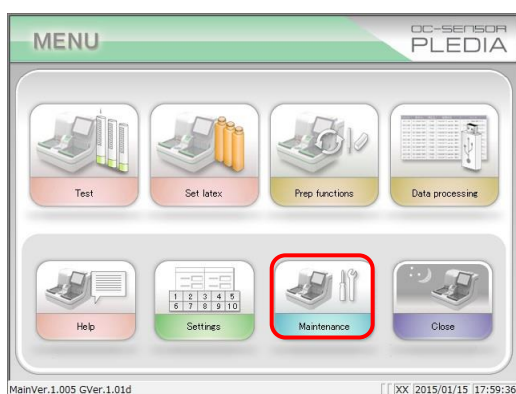 MENU
OC-SENSOR
PLEDIA
Test
Set latex
Prep functions
Data processing
1 2 3 4 5
6 7 8 9 10
Help
Settings
Maintenance
Close
MainVer.1.005 GVer.1.01d
XX 2015/01/15 17:59:36